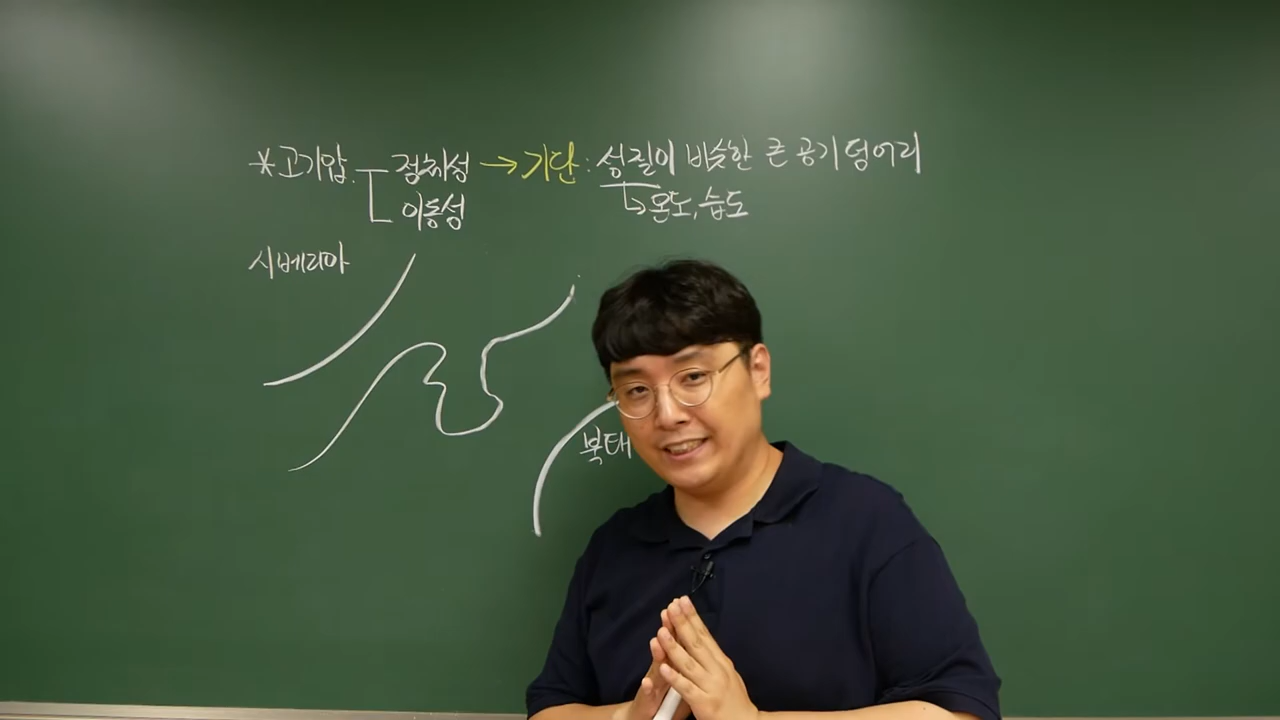 *고기압 정체성 → 기단 : 성질이 비슷한 큰 공기 덩어리
이동성
↳ 온도, 습도
시베리아
북태